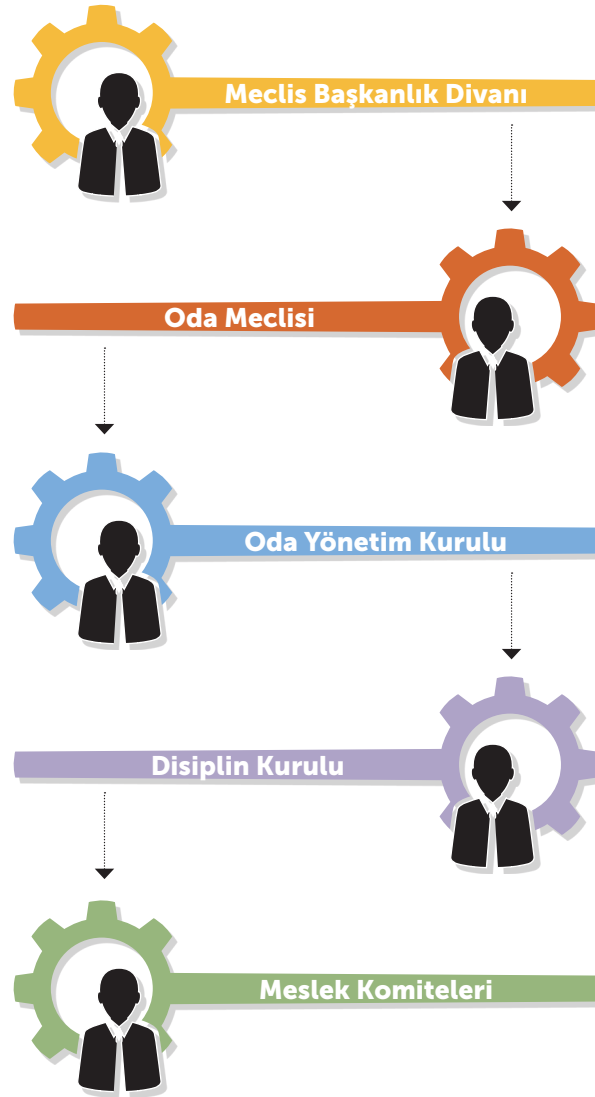 Meclis Başkanlık Divanı
Oda Meclisi
Oda Yönetim Kurulu
Disiplin Kurulu
Meslek Komiteleri